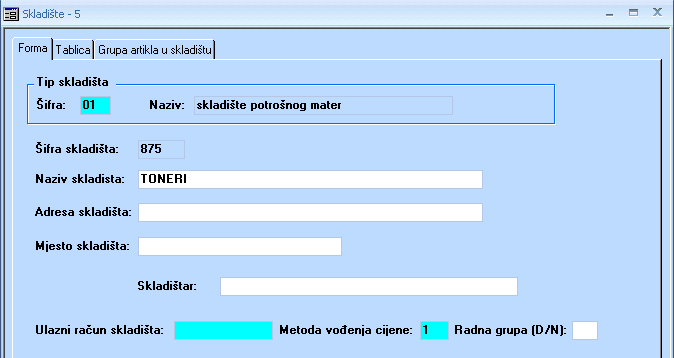 Skladište - 5
Forma Tablica Grupa artikla u skladištu
Tip skladišta
Šifra: 01 Naziv: skladište potrošnog mater
Šifra skladišta: 875
Naziv skladista: TONERI
Adresa skladišta:
Mjesto skladišta:
Skladištar:
Ulazni račun skladišta: Metoda vođenja cijene: 1 Radna grupa (D/N):